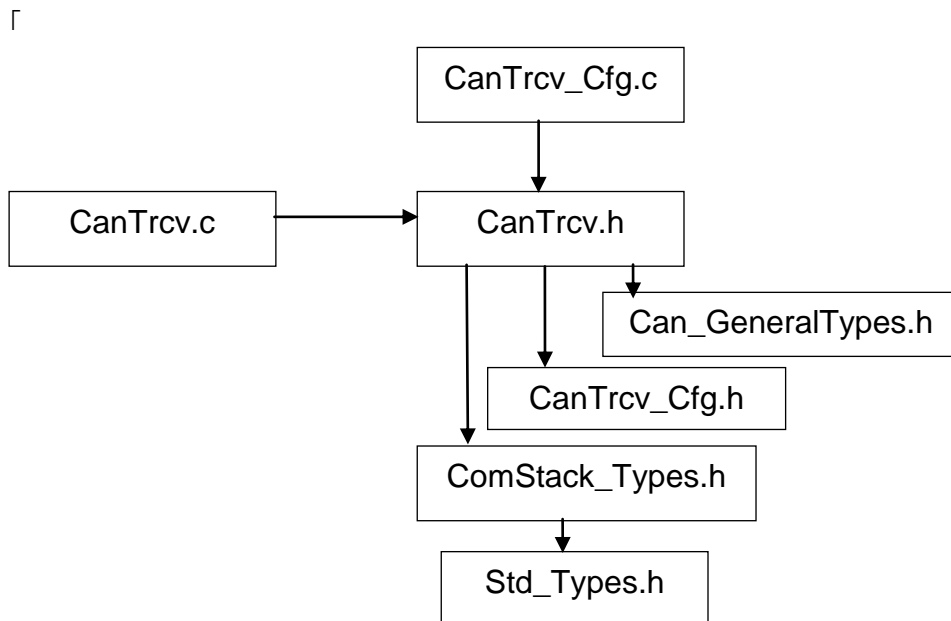 ⌈
CanTrcv_Cfg.c
CanTrcv.c
CanTrcv.h
Can_GeneralTypes.h
CanTrcv_Cfg.h
ComStack_Types.h
Std_Types.h